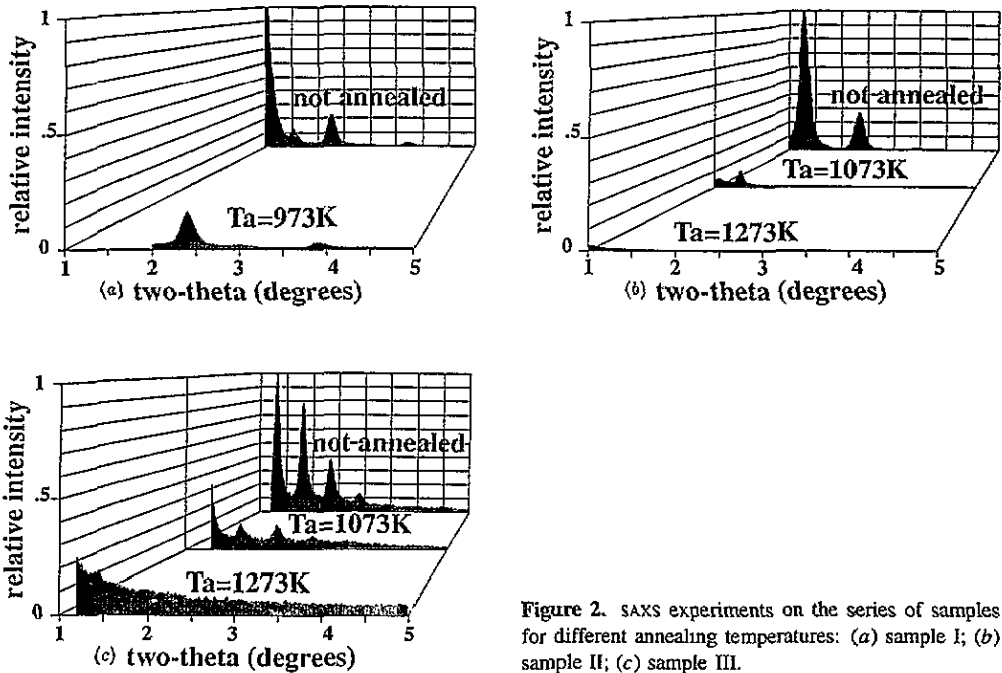 relative intensity
1
.5
0
not annealed
Ta=973K
1 2 3 4 5
(a) two-theta (degrees)
relative intensity
1
.5
0
not annealed
Ta=1073K
Ta=1273K
1 2 3 4 5
(b) two-theta (degrees)
relative intensity
1
.5
0
not-annealed
Ta=1073K
Ta=1273K
1 2 3 4 5
(c) two-theta (degrees)
Figure 2. SAXS experiments on the series of samples
for different annealing temperatures: (a) sample I; (b)
sample II; (c) sample III.